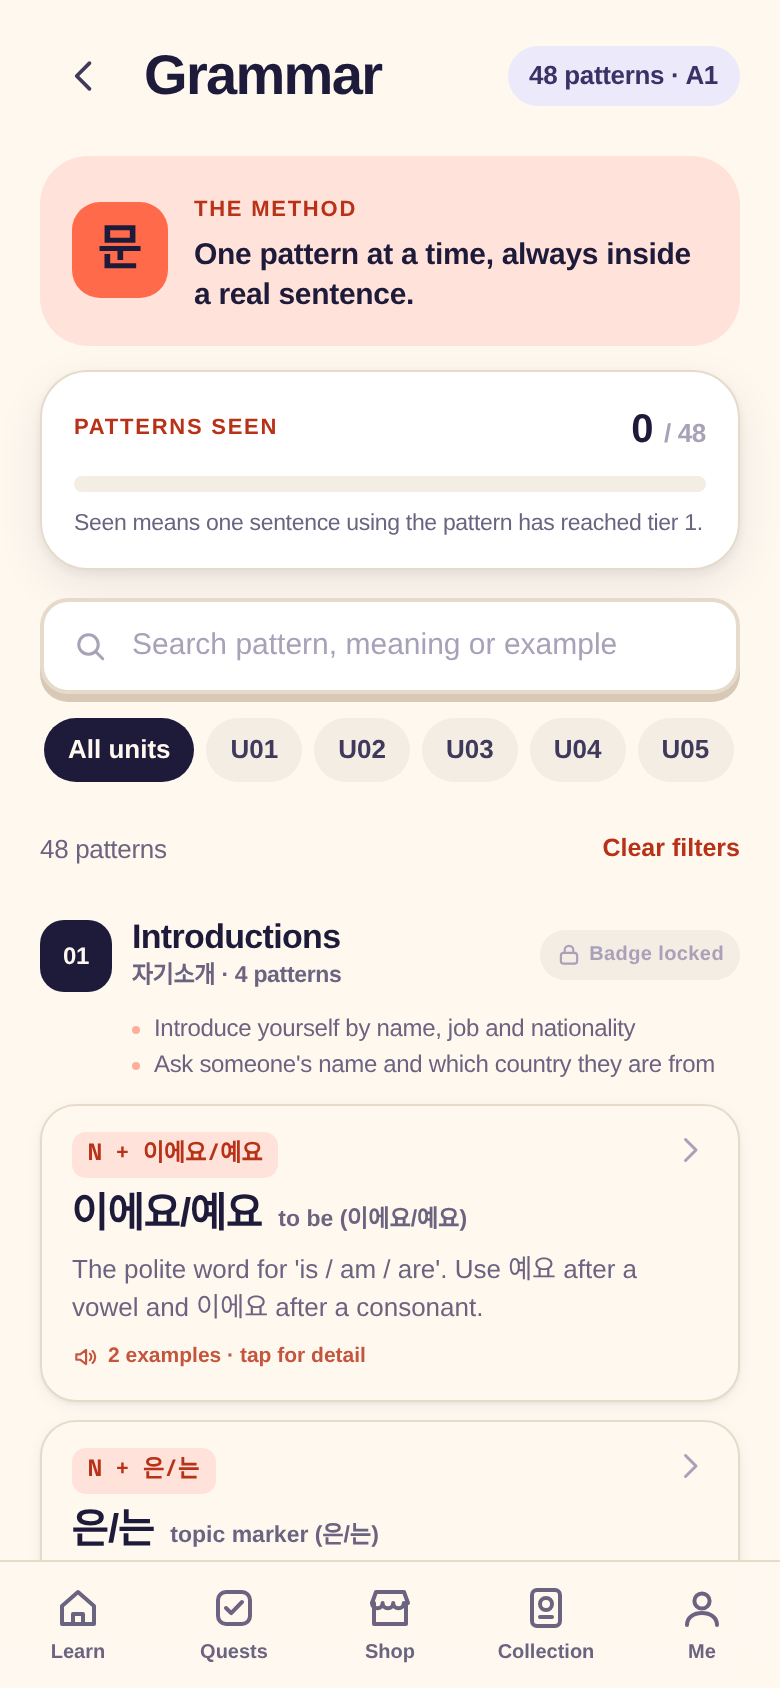 Grammar
48 patterns · A1
문
THE METHOD
One pattern at a time, always inside
a real sentence.
PATTERNS SEEN
0 / 48
Seen means one sentence using the pattern has reached tier 1.
Search pattern, meaning or example
All units
U01
U02
U03
U04
U05
48 patterns
Clear filters
01
Introductions
자기소개 · 4 patterns
Badge locked
Introduce yourself by name, job and nationality
Ask someone's name and which country they are from
N + 이에요/예요
이에요/예요 to be (이에요/예요)
The polite word for 'is / am / are'. Use 예요 after a
vowel and 이에요 after a consonant.
2 examples · tap for detail
N + 은/는
은/는 topic marker (은/는)
Learn
Quests
Shop
Collection
Me